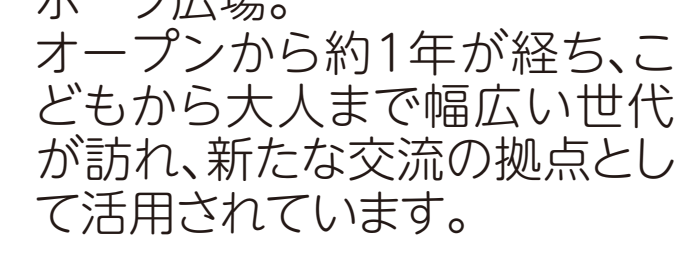 広場。
オープンから約1年が経ち、こ
どもから大人まで幅広い世代
が訪れ、新たな交流の拠点とし
て活用されています。